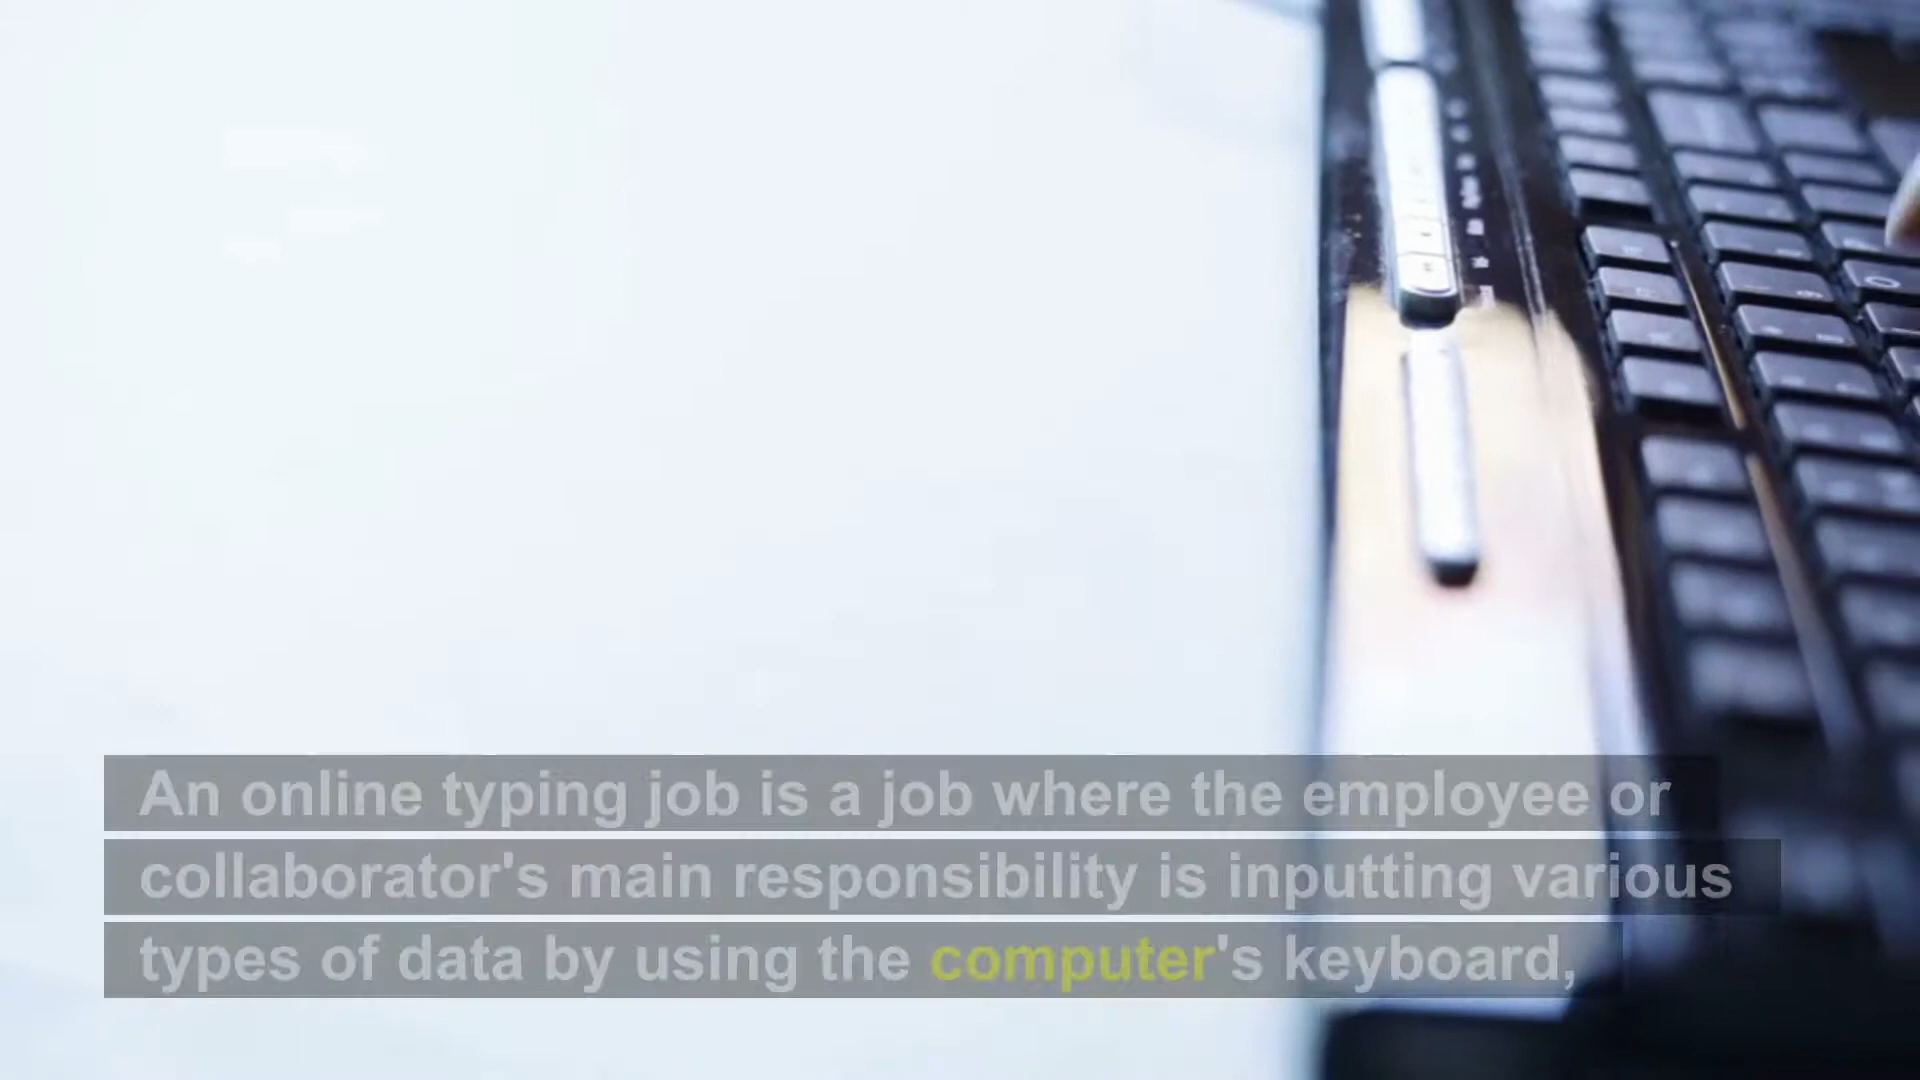 An online typing job is a job where the employee or
collaborator's main responsibility is inputting various
types of data by using the computer's keyboard,